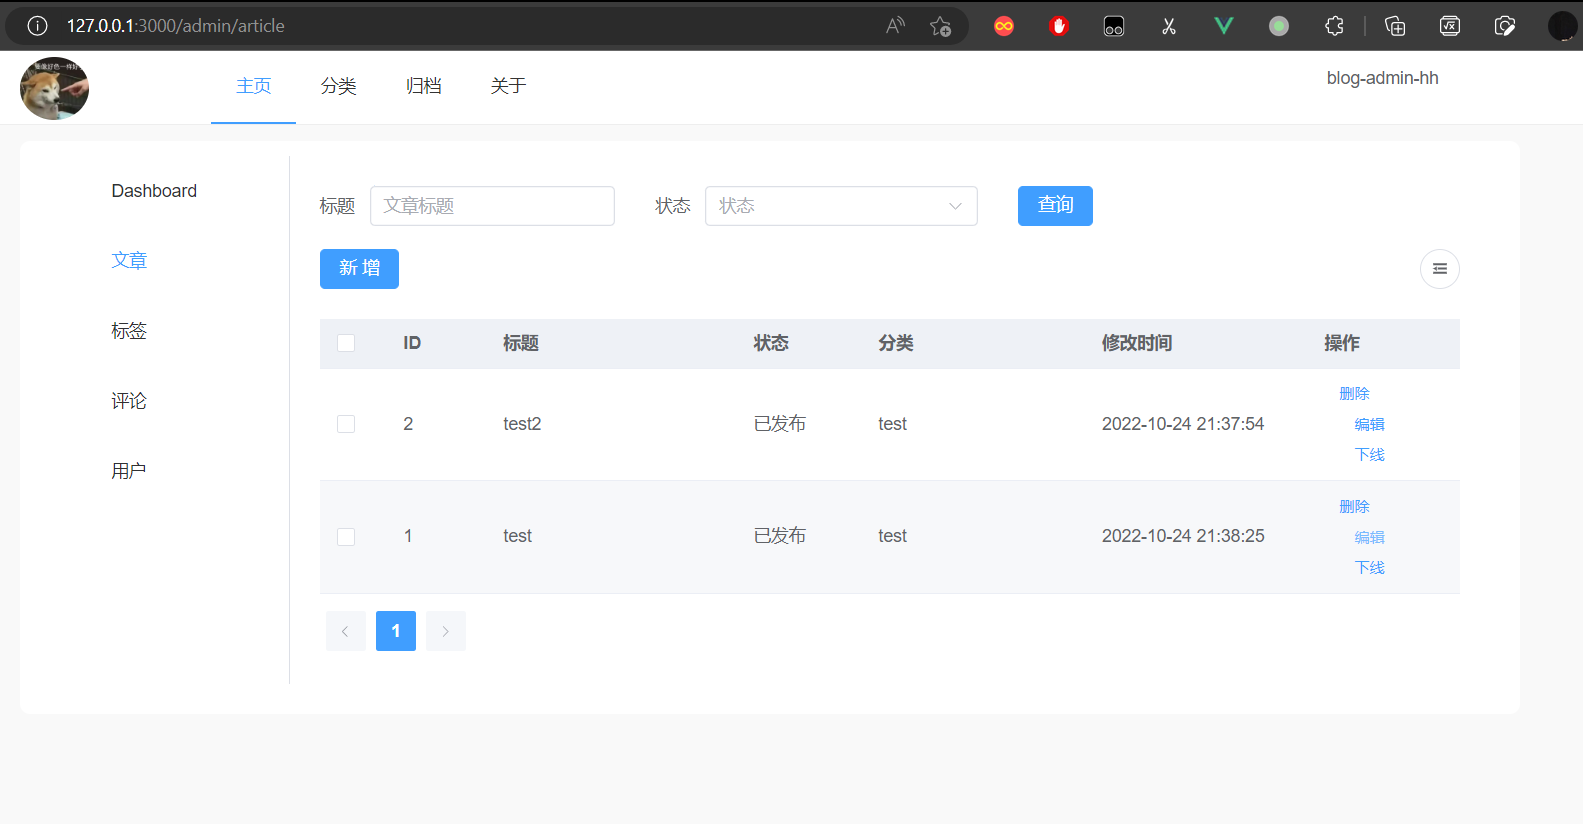 127.0.0.1:3000/admin/article
主页 分类 归档 关于 blog-admin-hh
Dashboard
文章
标签
评论
用户
标题 文章标题 状态 状态 查询
新 增
ID 标题 状态 分类 修改时间 操作
2 test2 已发布 test 2022-10-24 21:37:54 删除
编辑
下线
1 test 已发布 test 2022-10-24 21:38:25 删除
编辑
下线
1